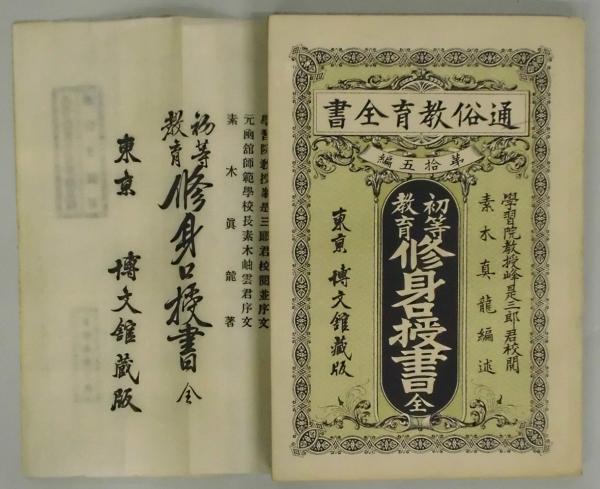 通俗教育全書
第拾五編
學習院教授峰是三郎君校閲
素木真龍編述
初等
教育
修身口授書 全
東京 博文館藏版
學習院教授峯是三郎君校閲並序文
元函舘師範學校長素木岫雲君序文
素木眞龍著
初等
教育
修身口授書 全
東京 博文館藏版